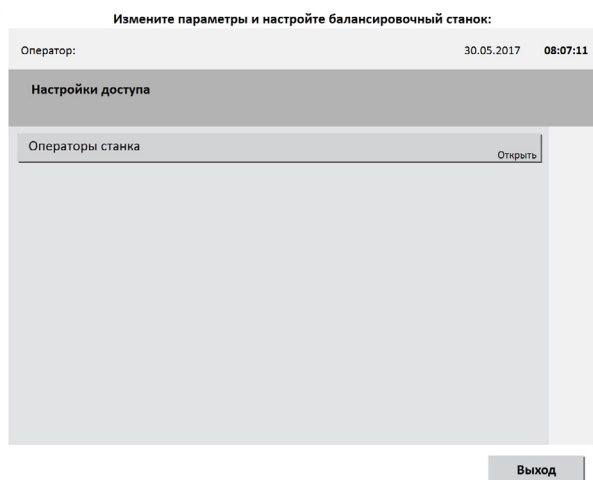 Измените параметры и настройте балансировочный станок:
Оператор: 30.05.2017 08:07:11
Настройки доступа
Операторы станка
Открыть
Выход